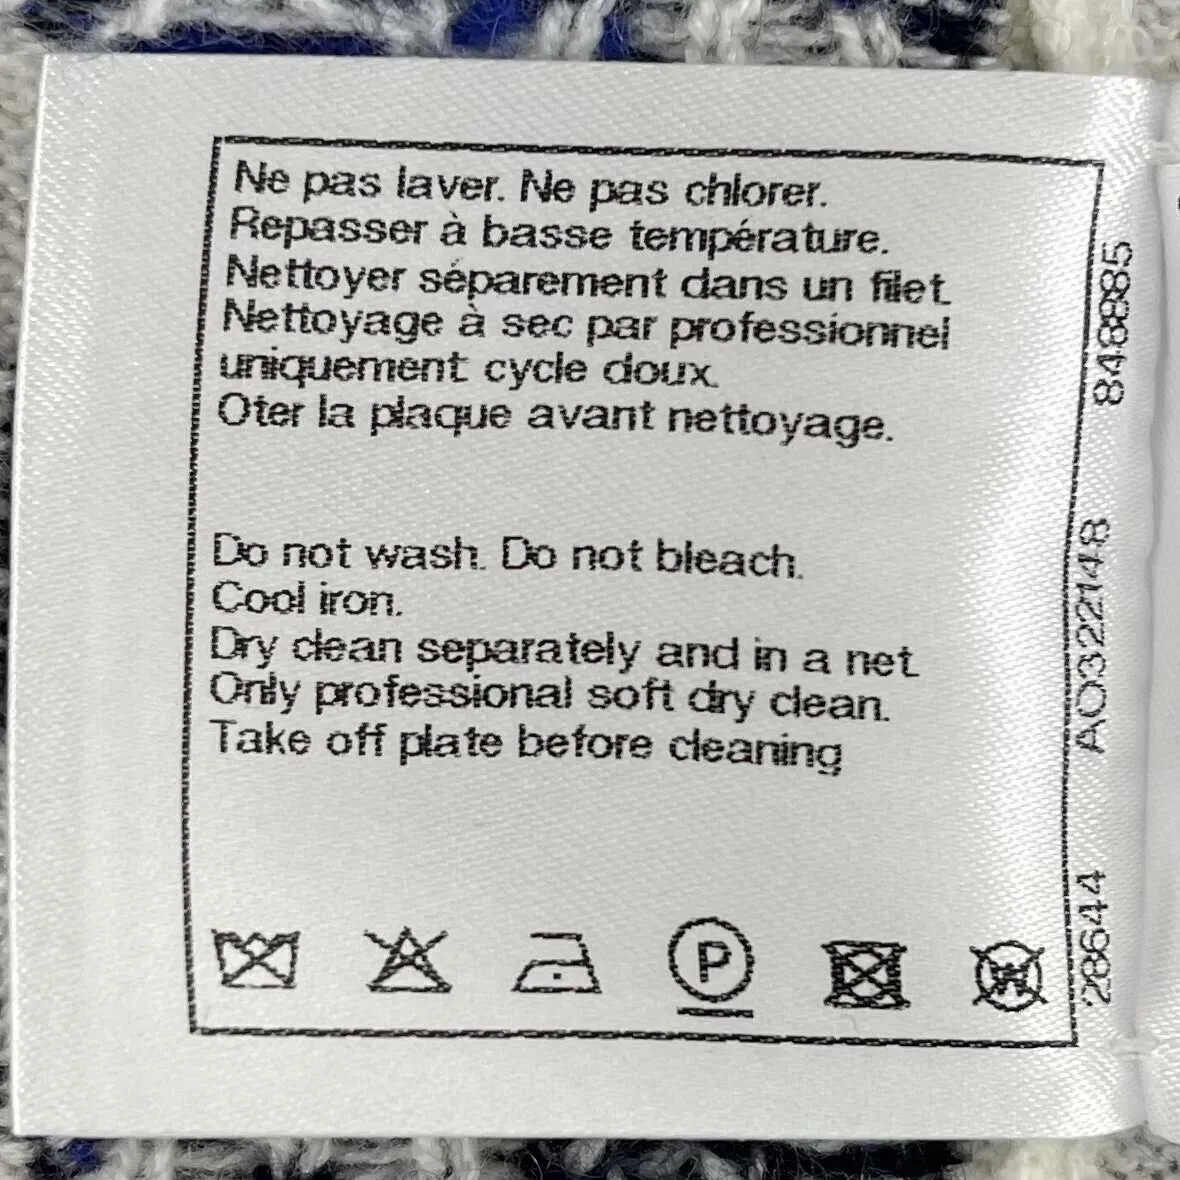 Ne pas laver. Ne pas chlorer.
Repasser à basse température.
Nettoyer séparement dans un filet.
Nettoyage à sec par professionnel
uniquement cycle doux.
Oter la plaque avant nettoyage.
Do not wash. Do not bleach.
Cool iron.
Dry clean separately and in a net.
Only professional soft dry clean.
Take off plate before cleaning
P
W
28644 AO322148 848885